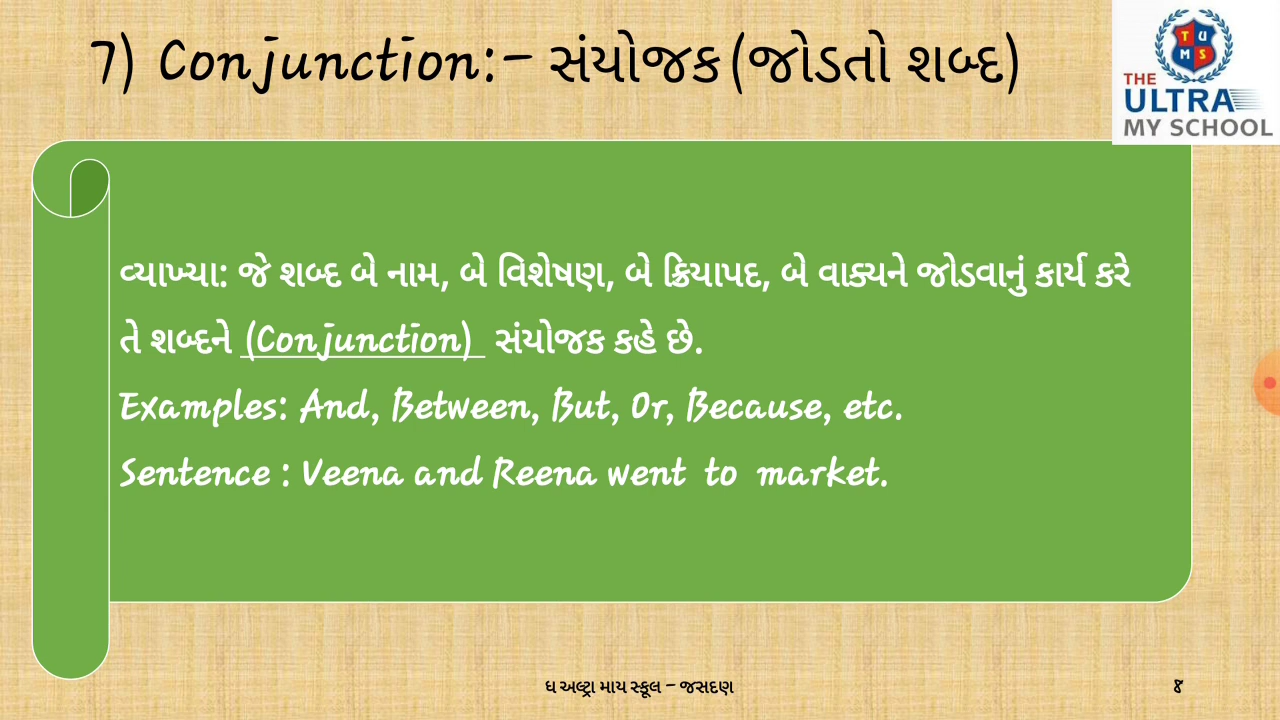 7) Conjunction:- સંયોજક(જોડતો શબ્દ)
T U
M S
THE
ULTRA
MY SCHOOL
વ્યાખ્યા: જે શબ્દ બે નામ, બે વિશેષણ, બે ક્રિયાપદ, બે વાક્યને જોડવાનું કાર્ય કરે
તે શબ્દને (Conjunction) સંયોજક કહે છે.
Examples: And, Between, But, Or, Because, etc.
Sentence : Veena and Reena went to market.
ધ અલ્ટ્રા માય સ્કૂલ - જસદણ
8